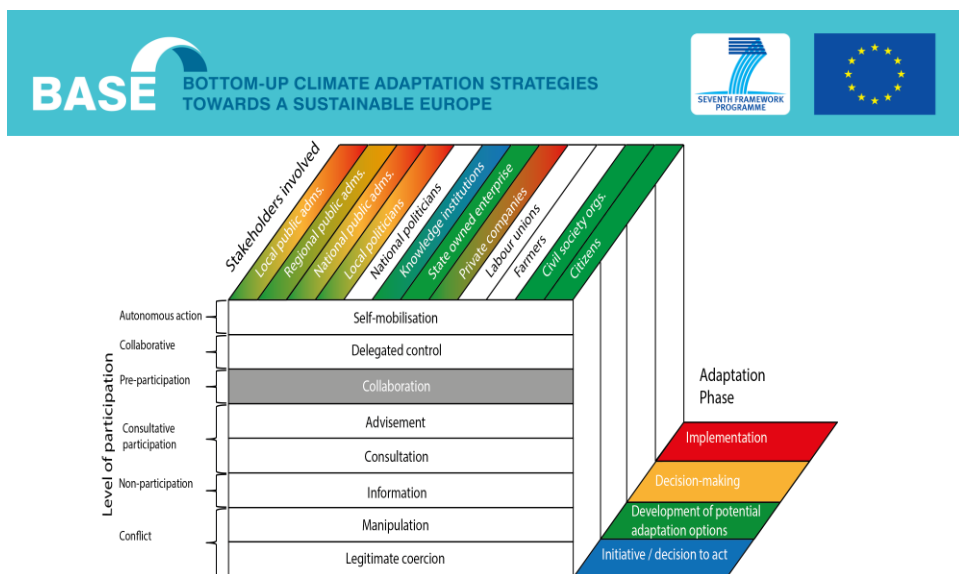 BASE
BOTTOM-UP CLIMATE ADAPTATION STRATEGIES
TOWARDS A SUSTAINABLE EUROPE
SEVENTH FRAMEWORK
PROGRAMME
Stakeholders involved
Local public adms.
Regional public adms.
National public adms.
Local politicians
National politicians
Knowledge institutions
State owned enterprise
Private companies
Labour unions
Farmers
Civil society orgs.
Citizens
Level of participation
Autonomous action
Self-mobilisation
Collaborative
Delegated control
Pre-participation
Collaboration
Consultative
participation
Advisement
Consultation
Non-participation
Information
Conflict
Manipulation
Legitimate coercion
Adaptation
Phase
Implementation
Decision-making
Development of potential
adaptation options
Initiative / decision to act